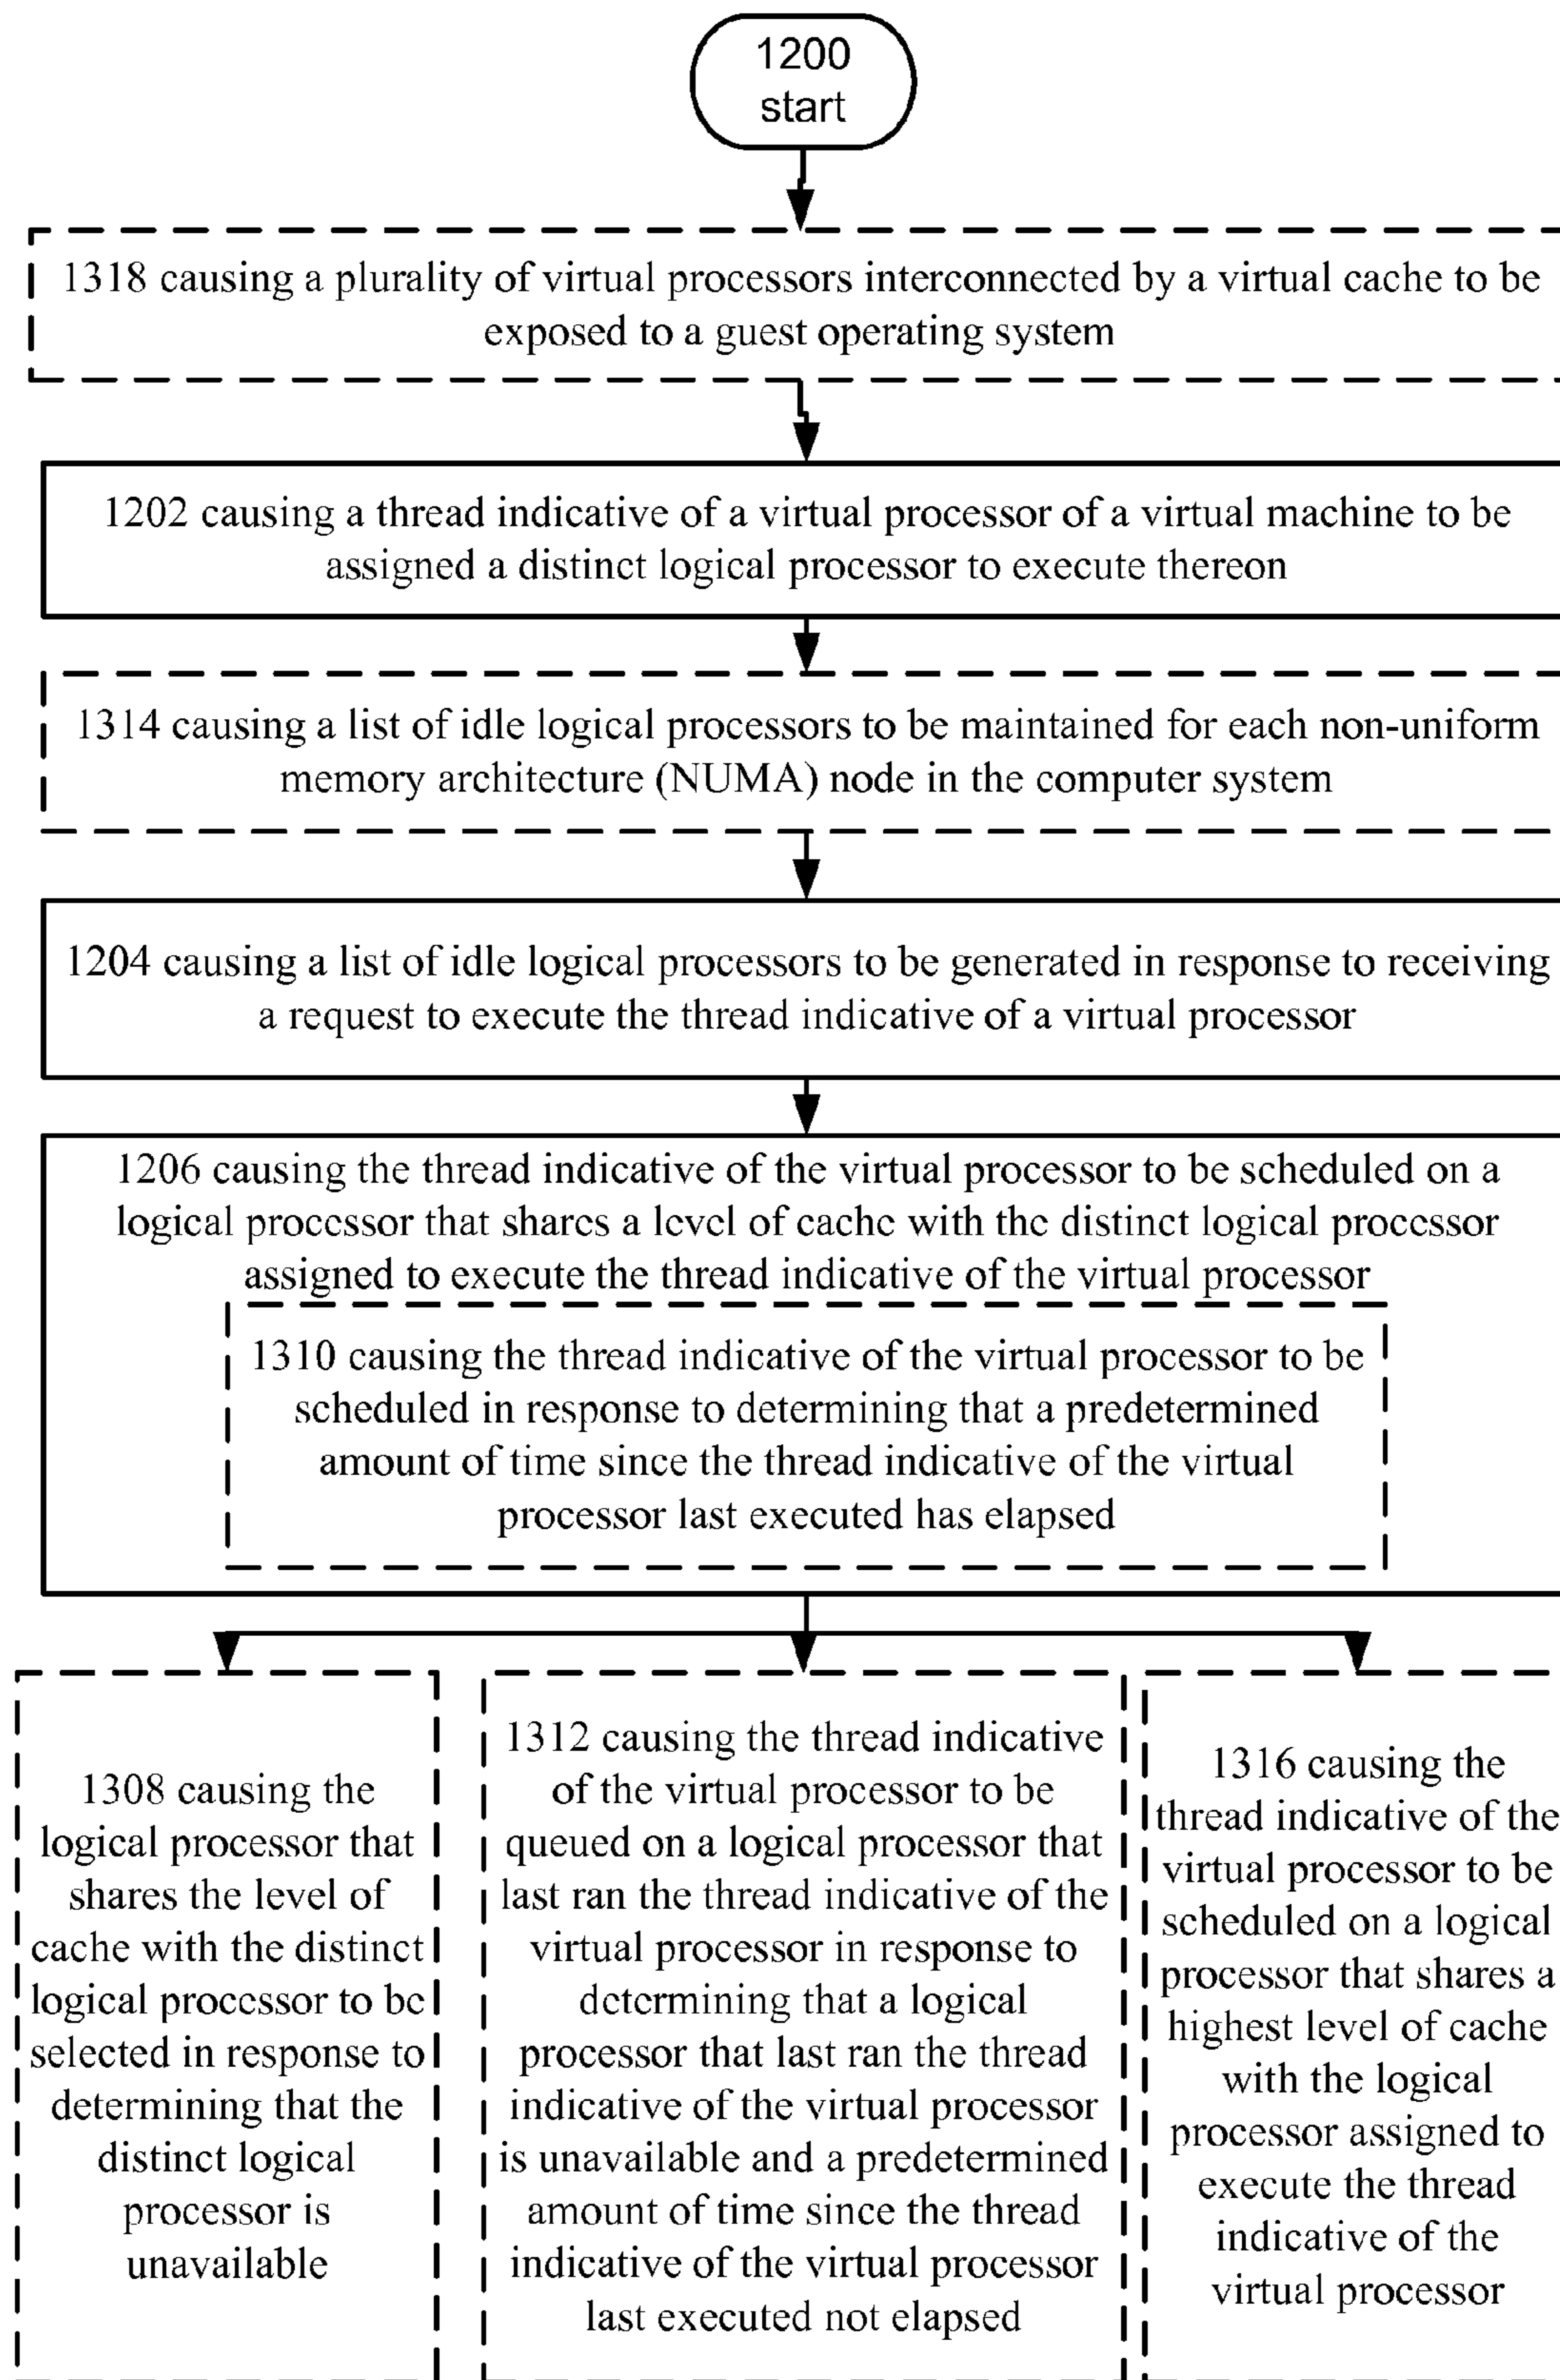 1200
start
1318 causing a plurality of virtual processors interconnected by a virtual cache to be
exposed to a guest operating system
1202 causing a thread indicative of a virtual processor of a virtual machine to be
assigned a distinct logical processor to execute thereon
1314 causing a list of idle logical processors to be maintained for each non-uniform
memory architecture (NUMA) node in the computer system
1204 causing a list of idle logical processors to be generated in response to receiving
a request to execute the thread indicative of a virtual processor
1206 causing the thread indicative of the virtual processor to be scheduled on a
logical processor that shares a level of cache with the distinct logical processor
assigned to execute the thread indicative of the virtual processor
1310 causing the thread indicative of the virtual processor to be
scheduled in response to determining that a predetermined
amount of time since the thread indicative of the virtual
processor last executed has elapsed
1308 causing the
logical processor that
shares the level of
cache with the distinct
logical processor to be
selected in response to
determining that the
distinct logical
processor is
unavailable
1312 causing the thread indicative
of the virtual processor to be
queued on a logical processor that
last ran the thread indicative of the
virtual processor in response to
determining that a logical
processor that last ran the thread
indicative of the virtual processor
is unavailable and a predetermined
amount of time since the thread
indicative of the virtual processor
last executed not elapsed
1316 causing the
thread indicative of the
virtual processor to be
scheduled on a logical
processor that shares a
highest level of cache
with the logical
processor assigned to
execute the thread
indicative of the
virtual processor